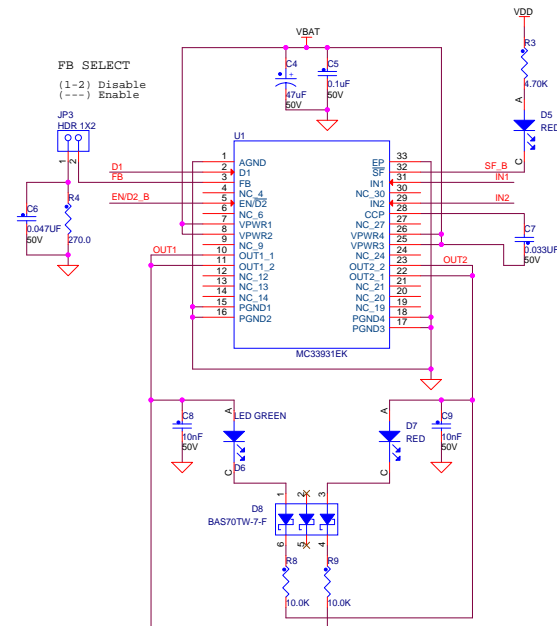 VDD
VBAT
R3
4.70K
FB SELECT
(1-2) Disable
(---) Enable
C4
47uF
50V
C5
0.1uF
50V
A
D5
RED
C
JP3
HDR 1X2
1
2
U1
D1
FB
EN/D2_B
SF_B
IN1
IN2
1 AGND EP 33
2 D1 SF 32
3 FB IN1 31
4 NC_4 NC_30 30
5 EN/D2 IN2 29
6 NC_6 CCP 28
7 VPWR1 NC_27 27
8 VPWR2 VPWR4 26
9 NC_9 VPWR3 25
10 OUT1_1 NC_24 24
11 OUT1_2 OUT2_2 23
12 NC_12 OUT2_1 22
13 NC_13 NC_21 21
14 NC_14 NC_20 20
15 PGND1 NC_19 19
16 PGND2 PGND4 18
PGND3 17
MC33931EK
R4
270.0
C6
0.047UF
50V
C7
0.033UF
50V
OUT1
OUT2
C8
10nF
50V
A
LED GREEN
D6
C
A
D7
RED
C
C9
10nF
50V
D8
BAS70TW-7-F
1
2
3
6
5
4
R8
10.0K
R9
10.0K